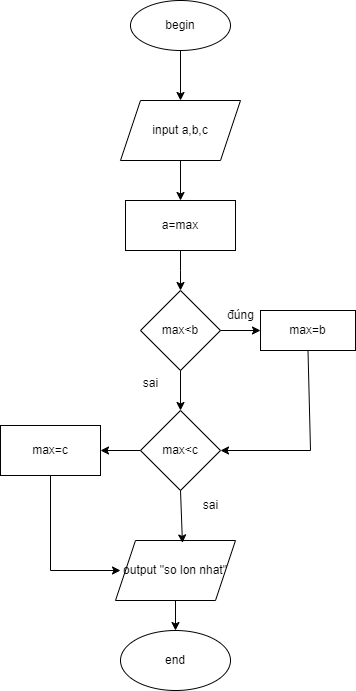 begin
input a,b,c
a=max
max<b
đúng
max=b
sai
max<c
max=c
sai
output "so lon nhat"
end